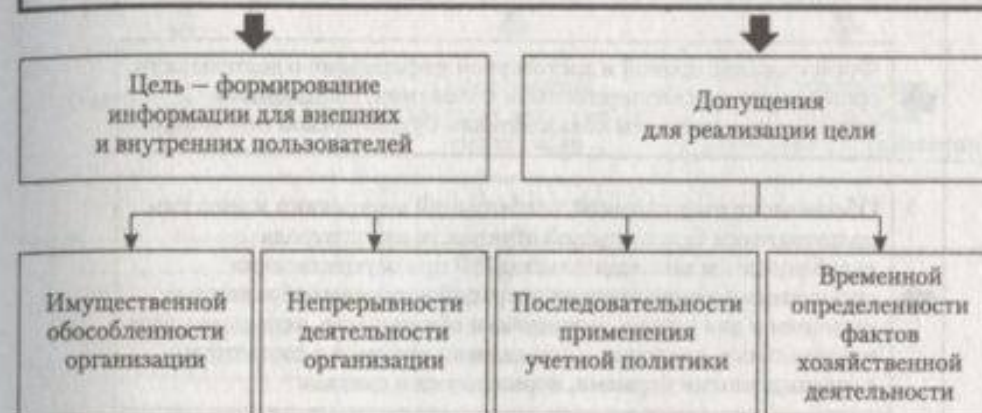 Цель — формирование
информации для внешних
и внутренних пользователей
Допущения
для реализации цели
Имущественной
обособленности
организации
Непрерывности
деятельности
организации
Последовательности
применения
учетной политики
Временной
определенности
фактов
хозяйственной
деятельности